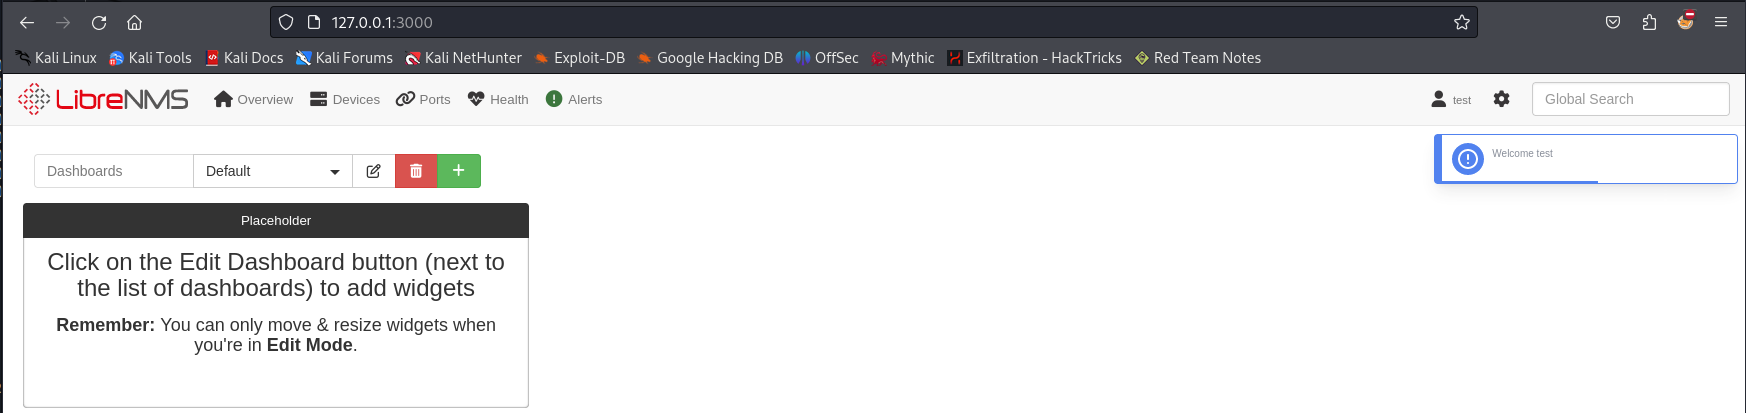 127.0.0.1:3000
Kali Linux Kali Tools Kali Docs Kali Forums Kali NetHunter Exploit-DB Google Hacking DB OffSec Mythic Exfiltration - HackTricks Red Team Notes
LibreNMS Overview Devices Ports Health Alerts test Global Search
Welcome test
Dashboards Default
Placeholder
Click on the Edit Dashboard button (next to
the list of dashboards) to add widgets
Remember: You can only move & resize widgets when
you're in Edit Mode.